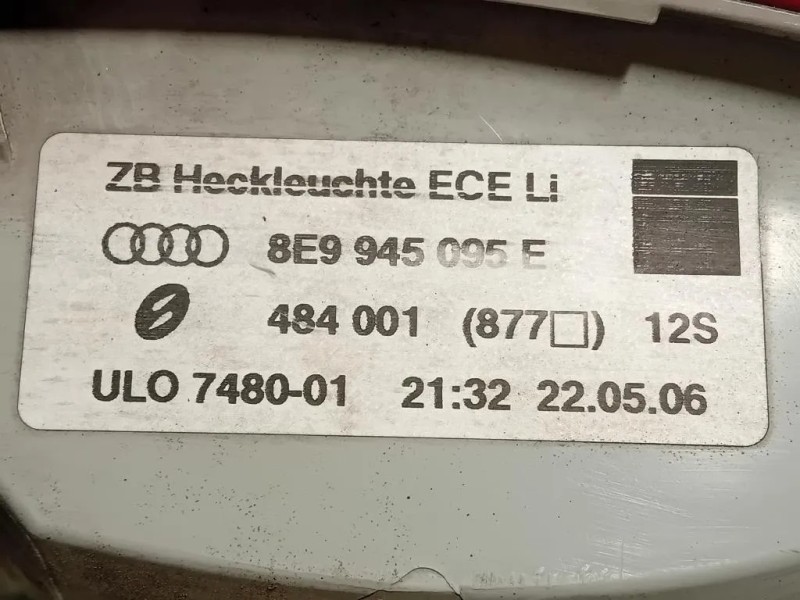 ZB Heckleuchte ECE Li
8E9 945 095 E
484 001 (877□) 12S
ULO 7480-01 21:32 22.05.06